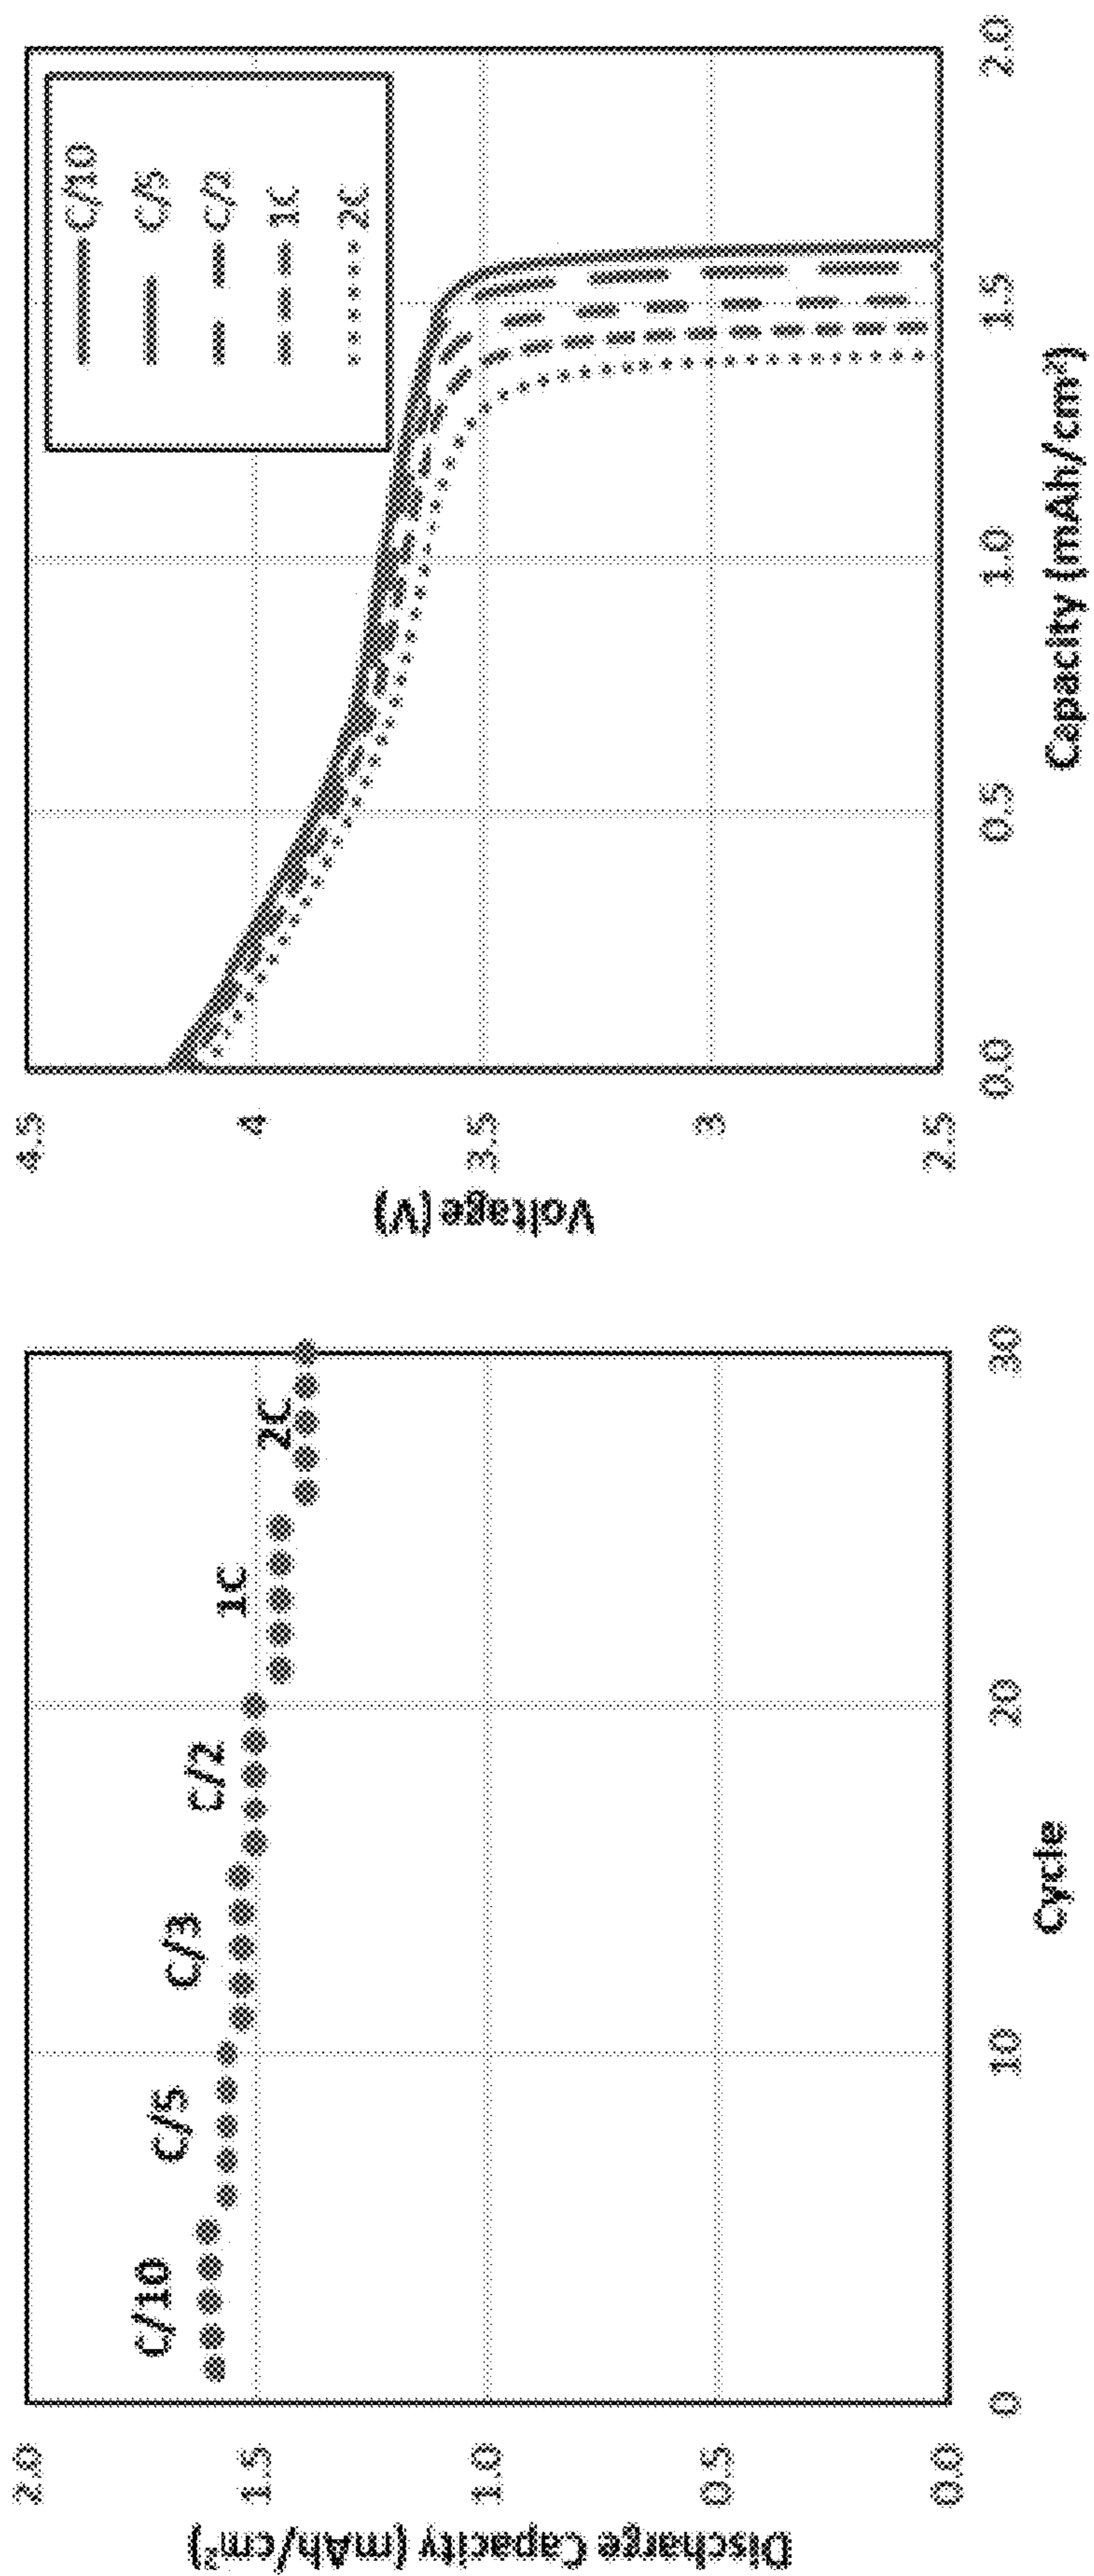 Discharge Capacity (mAh/cm²)
2.0
1.5
1.0
0.5
0.0
C/10
C/5
C/3
C/2
1C
2C
0
10
20
30
Cycle
Voltage (V)
4.5
4
3.5
3
2.5
C/10
C/5
C/2
1C
2C
0.0
0.5
1.0
1.5
2.0
Capacity (mAh/cm²)